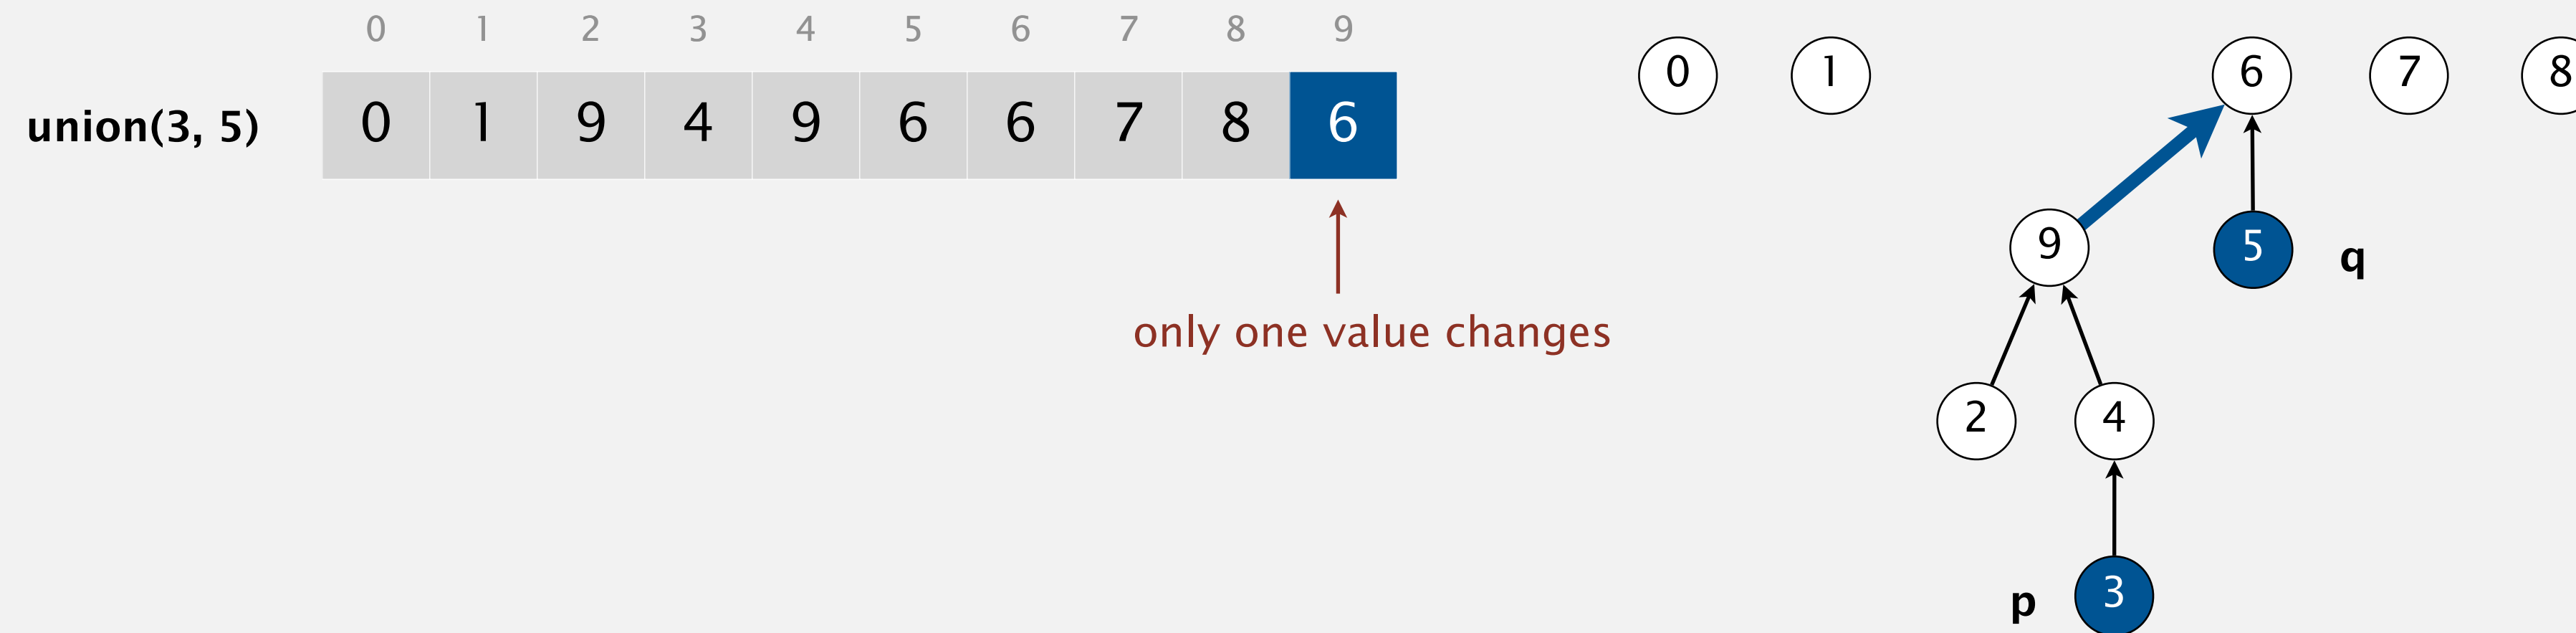 0 1 2 3 4 5 6 7 8 9
union(3, 5) 0 1 9 4 9 6 6 7 8 6
only one value changes
0 1 6 7 8
9 5 q
2 4
p 3